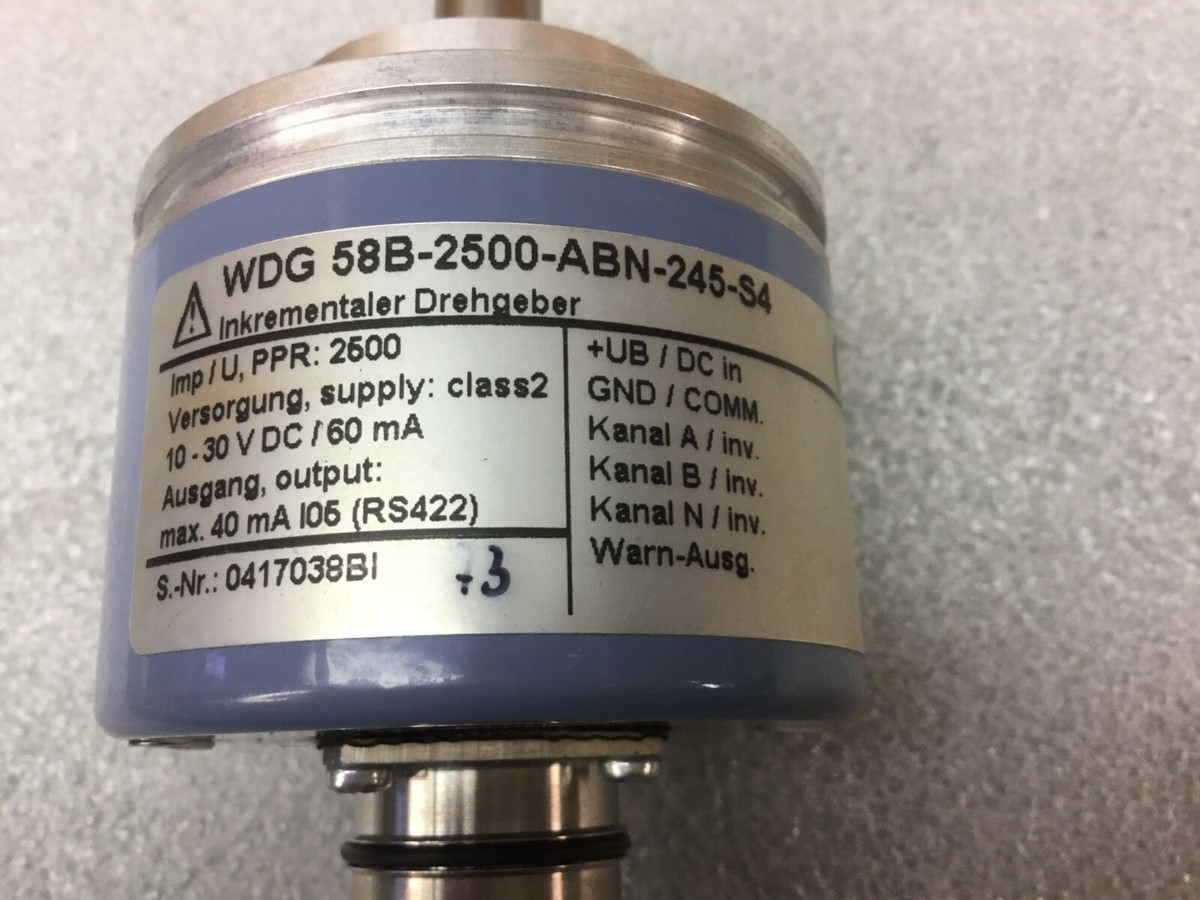 WDG 58B-2500-ABN-245-S4
Inkrementaler Drehgeber
Imp / U, PPR: 2500
Versorgung, supply: class2
10 - 30 V DC / 60 mA
Ausgang, output:
max. 40 mA I05 (RS422)
S.-Nr.: 0417038BI
-3
+UB / DC in
GND / COMM.
Kanal A / inv.
Kanal B / inv.
Kanal N / inv.
Warn-Ausg.